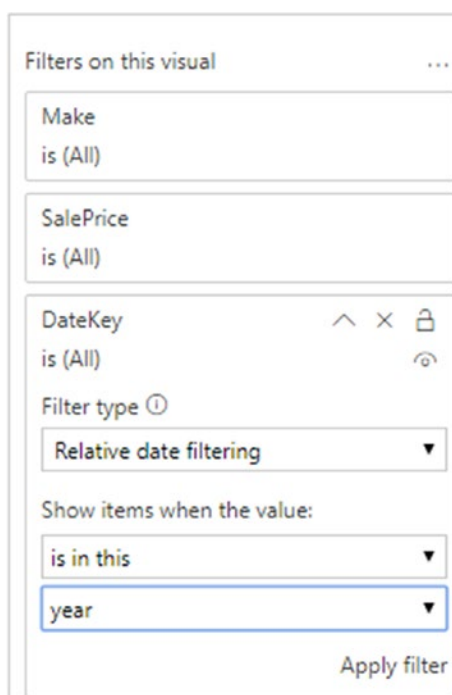 Filters on this visual ...
Make
is (All)
SalePrice
is (All)
DateKey
is (All)
Filter type
Relative date filtering
Show items when the value:
is in this
year
Apply filter